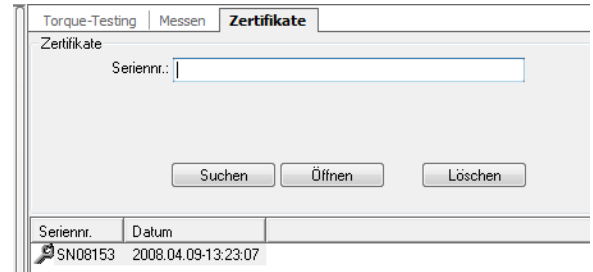 Torque-Testing Messen Zertifikate
Zertifikate
Seriennr.:
Suchen Öffnen Löschen
Seriennr. Datum
SN08153 2008.04.09-13:23:07